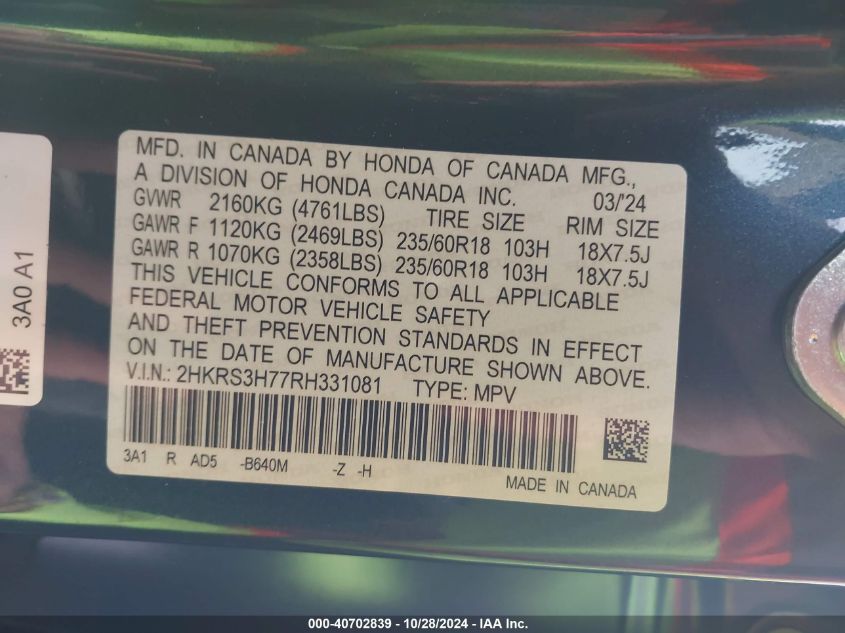 MFD. IN CANADA BY HONDA OF CANADA MFG.,
A DIVISION OF HONDA CANADA INC. 03/'24
GVWR 2160KG (4761LBS) TIRE SIZE RIM SIZE
GAWR F 1120KG (2469LBS) 235/60R18 103H 18X7.5J
GAWR R 1070KG (2358LBS) 235/60R18 103H 18X7.5J
THIS VEHICLE CONFORMS TO ALL APPLICABLE
FEDERAL MOTOR VEHICLE SAFETY
AND THEFT PREVENTION STANDARDS IN EFFECT
ON THE DATE OF MANUFACTURE SHOWN ABOVE.
V.I.N.: 2HKRS3H77RH331081 TYPE: MPV
3A1 R AD5 -B640M -Z -H
MADE IN CANADA
3A0 A1
000-40702839 - 10/28/2024 - IAA Inc.